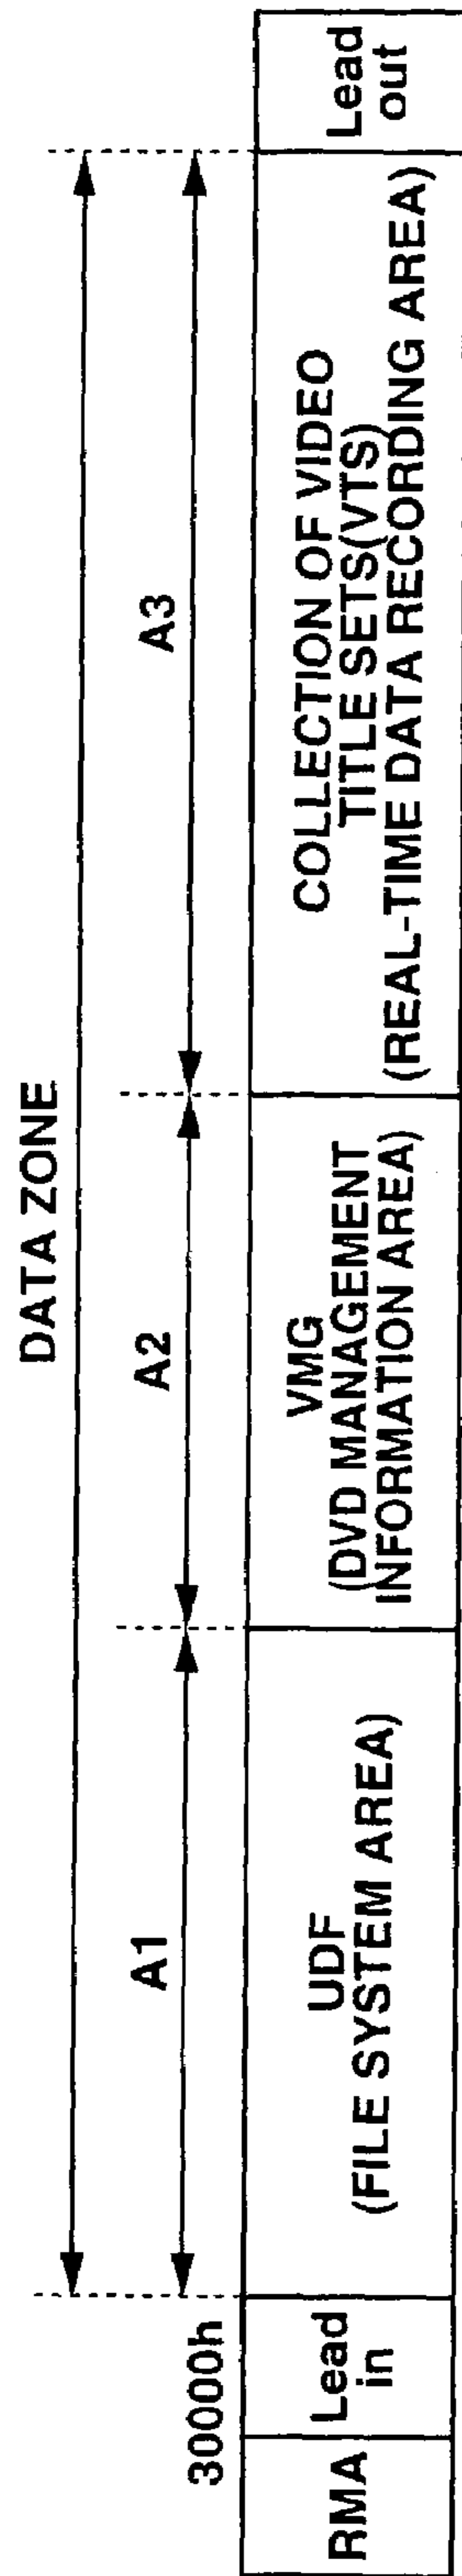 DATA ZONE
A1
A2
A3
30000h
RMA
Lead
in
UDF
(FILE SYSTEM AREA)
VMG
(DVD MANAGEMENT
INFORMATION AREA)
COLLECTION OF VIDEO
TITLE SETS(VTS)
(REAL-TIME DATA RECORDING AREA)
Lead
out